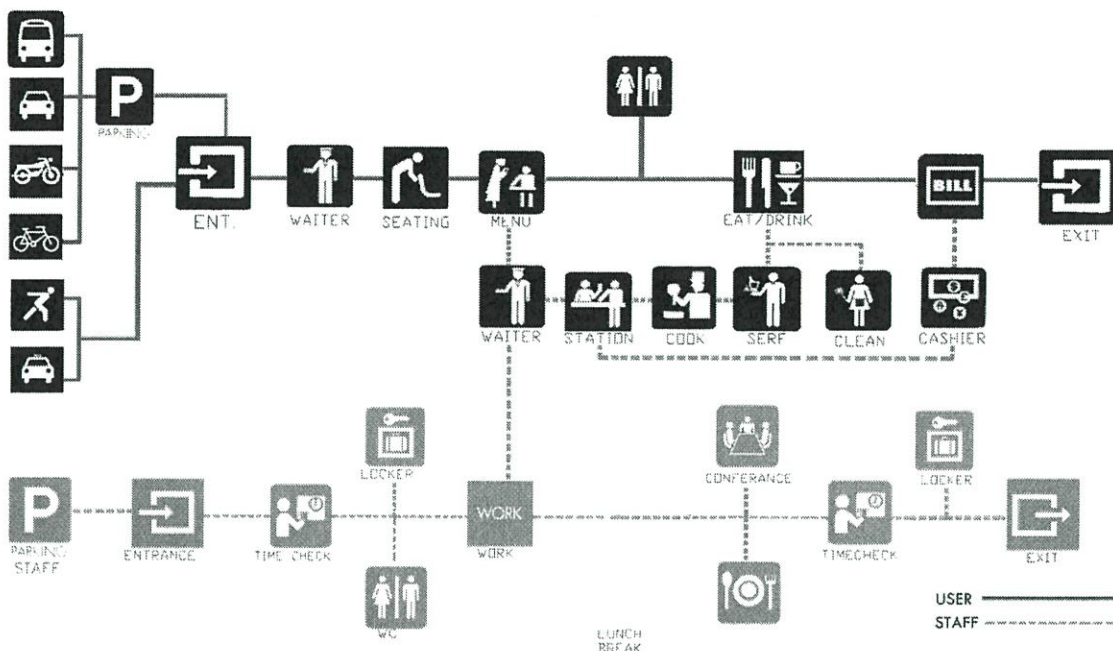 P
PARKING
ENT.
WAITER
SEATING
MENU
EAT/DRINK
BILL
EXIT
WAITER
STATION
COOK
SERF
CLEAN
CASHIER
LOCKER
CONFERANCE
LOCKER
P
PARKING
STAFF
ENTRANCE
TIME CHECK
WORK
WORK
TIMECHECK
EXIT
WC
LUNCH
BREAK
USER
STAFF